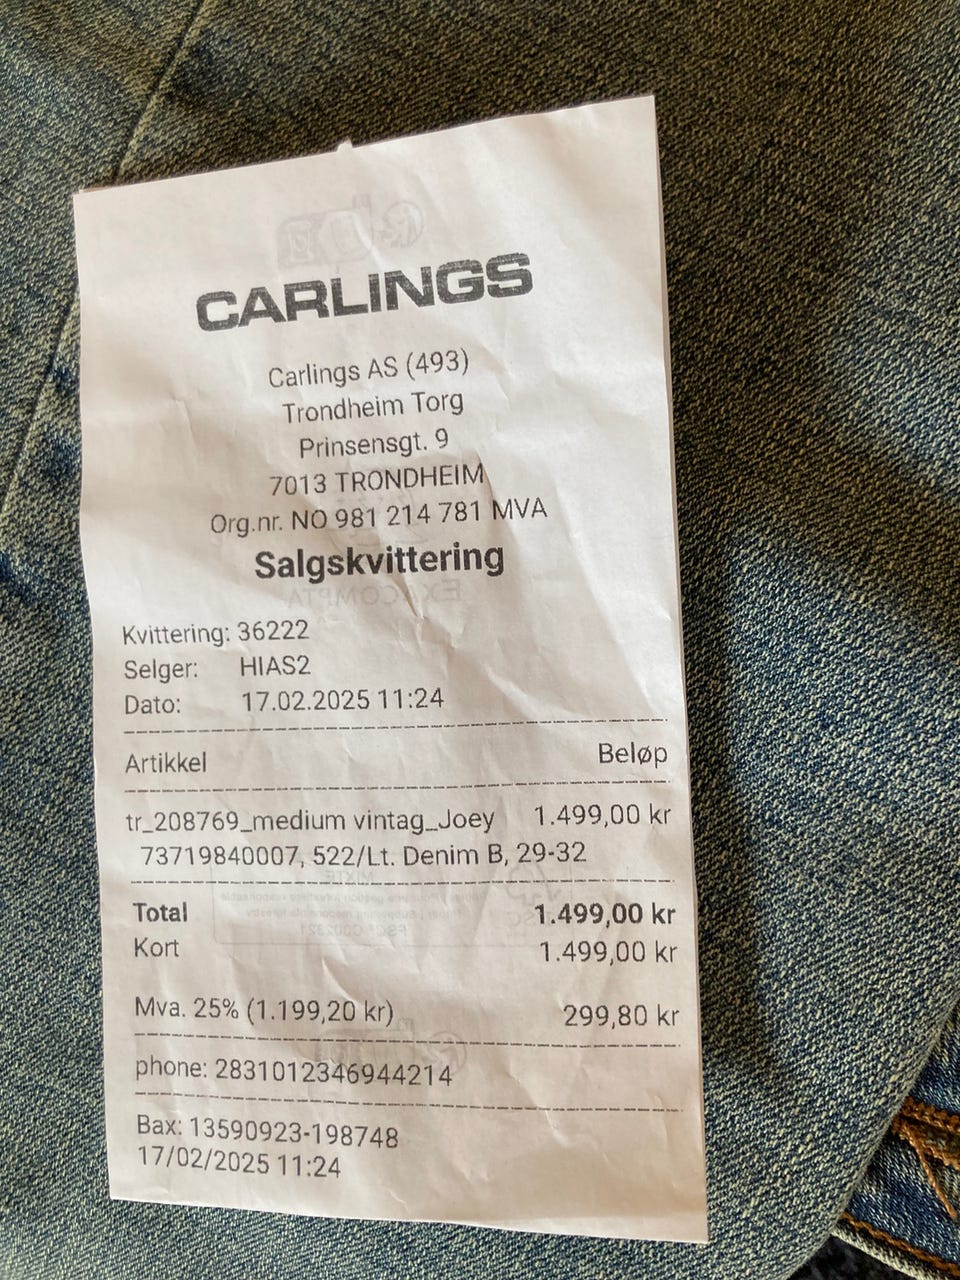 CARLINGS
Carlings AS (493)
Trondheim Torg
Prinsensgt. 9
7013 TRONDHEIM
Org.nr. NO 981 214 781 MVA
Salgskvittering
Kvittering: 36222
Selger: HIAS2
Dato: 17.02.2025 11:24
Artikkel Beløp
tr_208769_medium vintag_Joey 1.499,00 kr
73719840007, 522/Lt. Denim B, 29-32
Total 1.499,00 kr
Kort 1.499,00 kr
Mva. 25% (1.199,20 kr) 299,80 kr
phone: 2831012346944214
Bax: 13590923-198748
17/02/2025 11:24